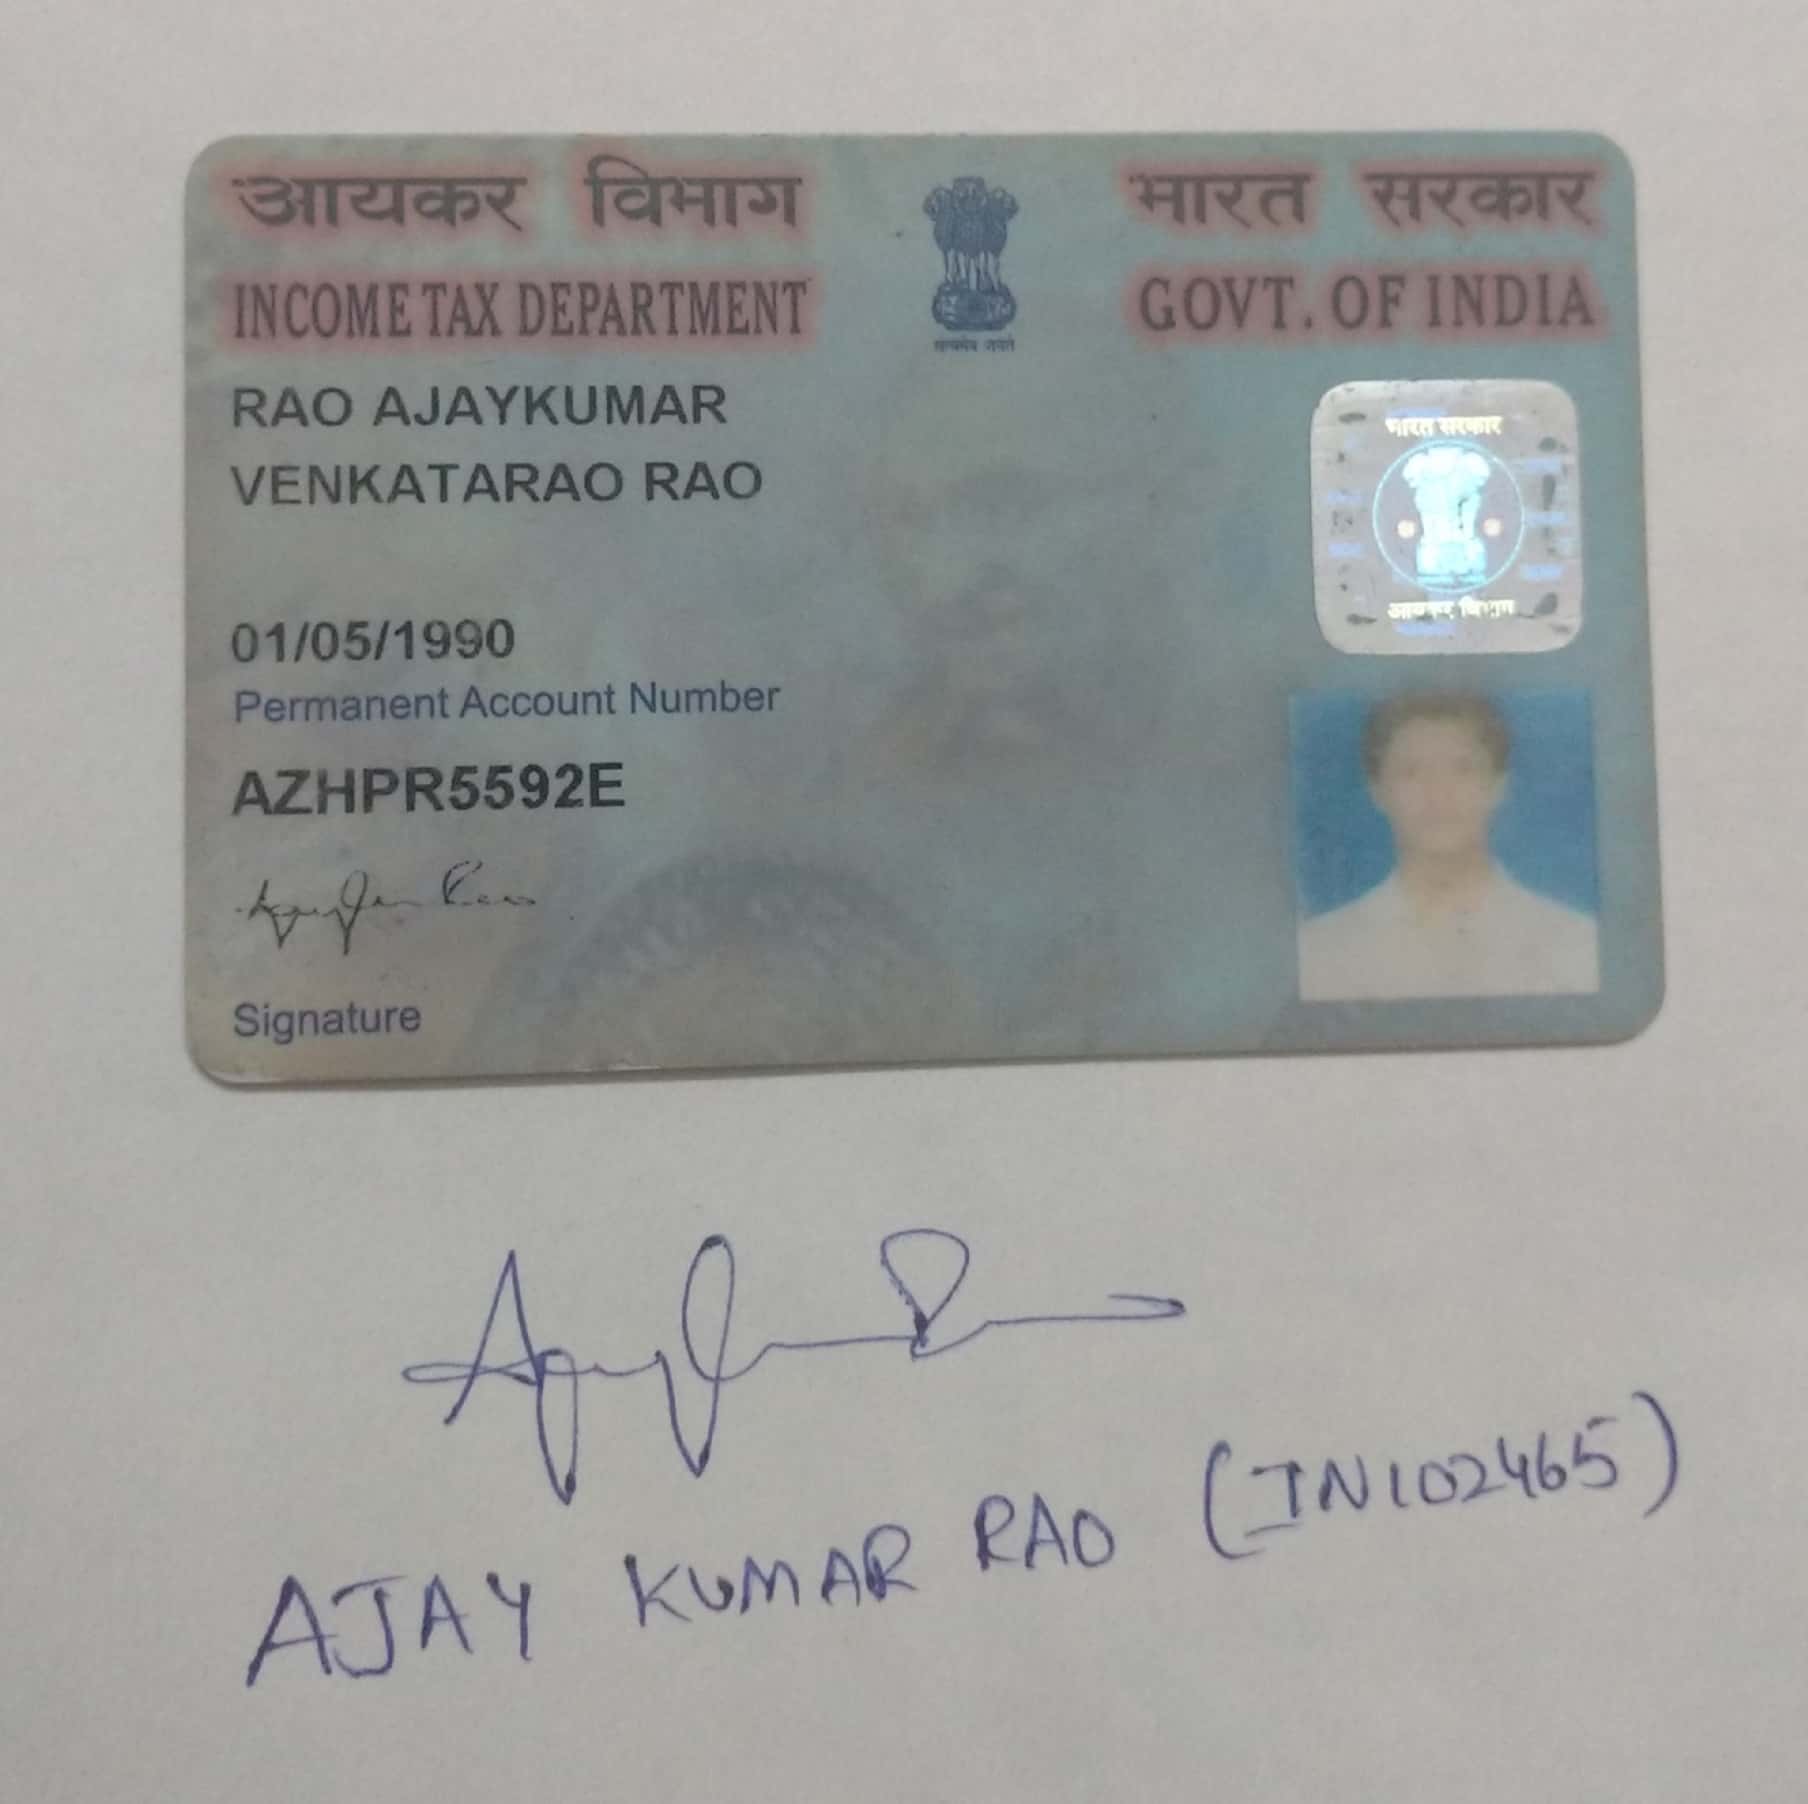 आयकर विभाग भारत सरकार
INCOME TAX DEPARTMENT GOVT. OF INDIA
सत्यमेव जयते
RAO AJAYKUMAR
VENKATARAO RAO
भारत सरकार
आयकर विभाग
01/05/1990
Permanent Account Number
AZHPR5592E
Signature
AJAY KUMAR RAO (IN102465)